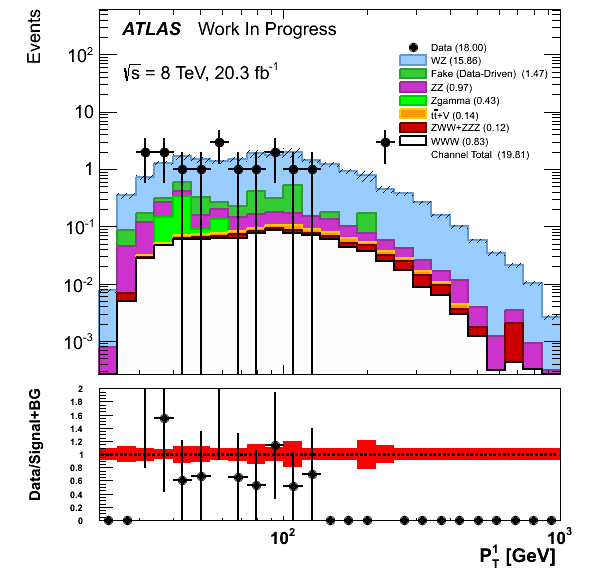 Events
ATLAS Work In Progress
√s = 8 TeV, 20.3 fb⁻¹
Data (18.00)
WZ (15.86)
Fake (Data-Driven) (1.47)
ZZ (0.97)
Zgamma (0.43)
tt̄+V (0.14)
ZWW+ZZZ (0.12)
WWW (0.83)
Channel Total (19.81)
10²
10
1
10⁻¹
10⁻²
10⁻³
Data/Signal+BG
2
1.8
1.6
1.4
1.2
1
0.8
0.6
0.4
0.2
0
10² 10³
P_T^1 [GeV]